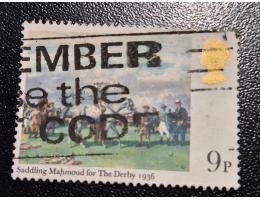 EMBER
e the
CODE
Saddling Mahmoud for The Derby 1936
9P